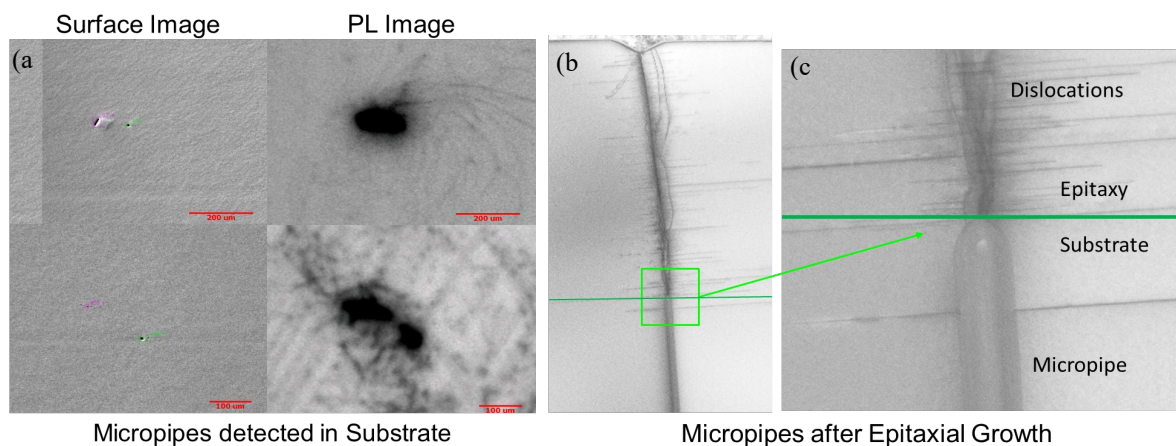 Surface Image
PL Image
(a
(b
(c
200 um
200 um
100 um
100 um
Dislocations
Epitaxy
Substrate
Micropipe
Micropipes detected in Substrate
Micropipes after Epitaxial Growth